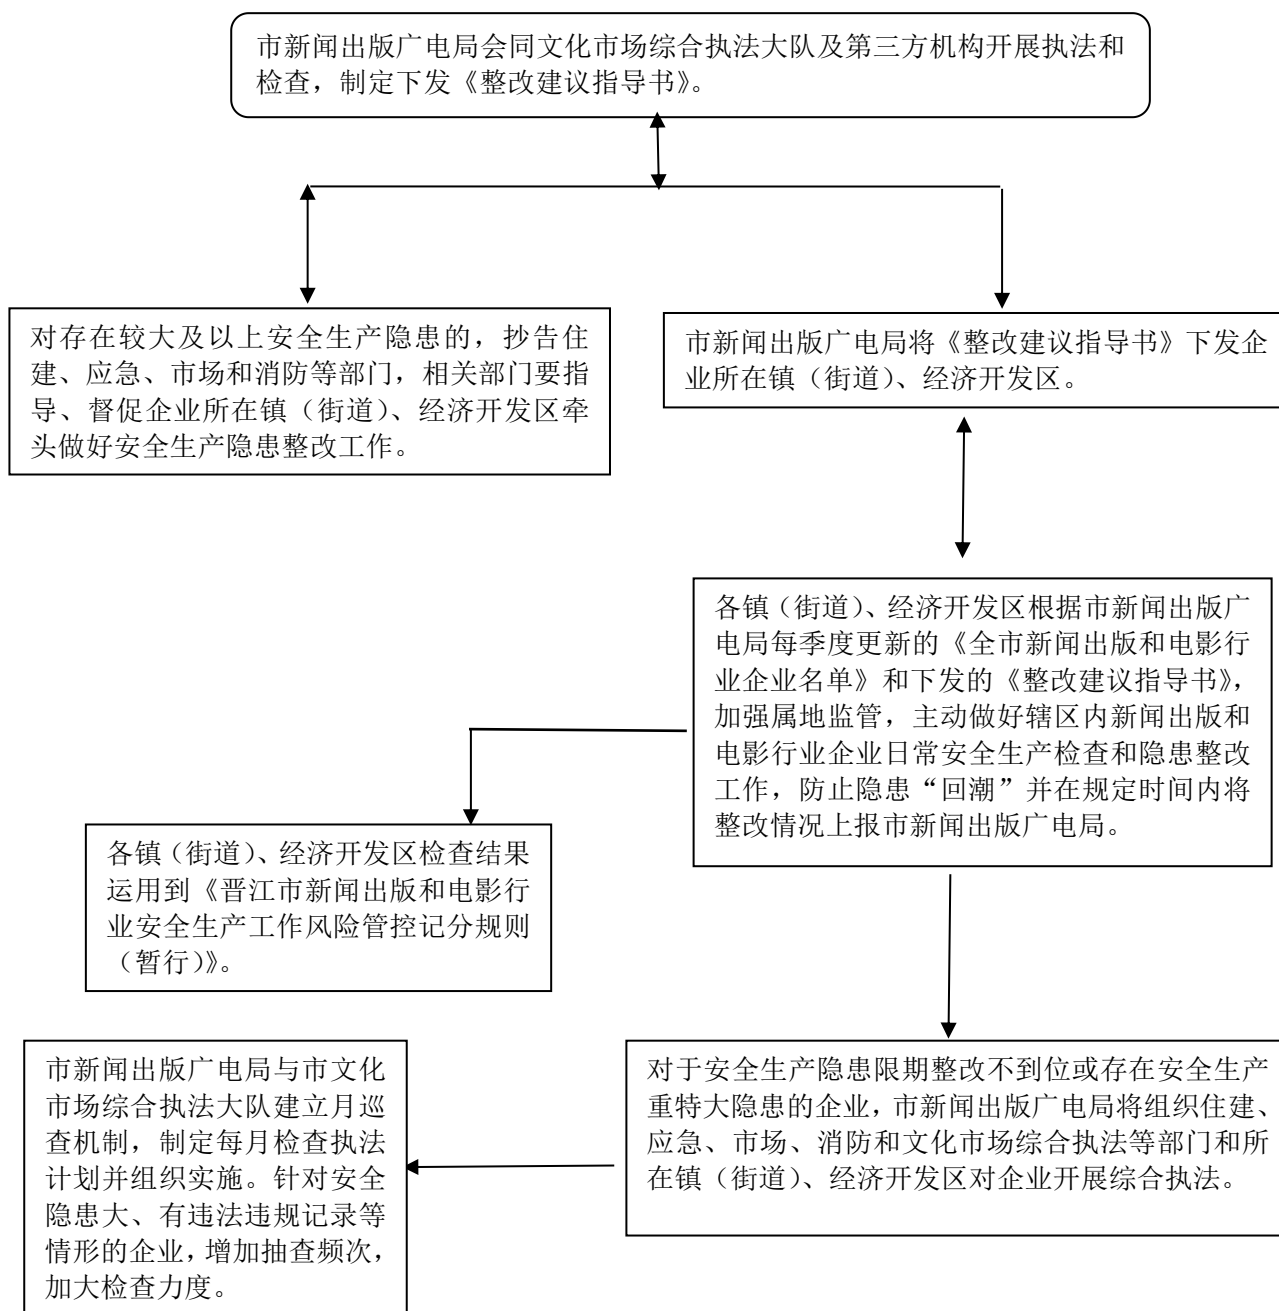 市新闻出版广电局会同文化市场综合执法大队及第三方机构开展执法和
检查，制定下发《整改建议指导书》。
对存在较大及以上安全生产隐患的，抄告住
建、应急、市场和消防等部门，相关部门要指
导、督促企业所在镇（街道）、经济开发区牵
头做好安全生产隐患整改工作。
市新闻出版广电局将《整改建议指导书》下发企
业所在镇（街道）、经济开发区。
各镇（街道）、经济开发区根据市新闻出版广
电局每季度更新的《全市新闻出版和电影行
业企业名单》和下发的《整改建议指导书》，
加强属地监管，主动做好辖区内新闻出版和
电影行业企业日常安全生产检查和隐患整改
工作，防止隐患“回潮”并在规定时间内将
整改情况上报市新闻出版广电局。
各镇（街道）、经济开发区检查结果
运用到《晋江市新闻出版和电影行
业安全生产工作风险管控记分规则
（暂行）》。
对于安全生产隐患限期整改不到位或存在安全生产
重特大隐患的企业，市新闻出版广电局将组织住建、
应急、市场、消防和文化市场综合执法等部门和所
在镇（街道）、经济开发区对企业开展综合执法。
市新闻出版广电局与市文化
市场综合执法大队建立月巡
查机制，制定每月检查执法
计划并组织实施。针对安全
隐患大、有违法违规记录等
情形的企业，增加抽查频次，
加大检查力度。